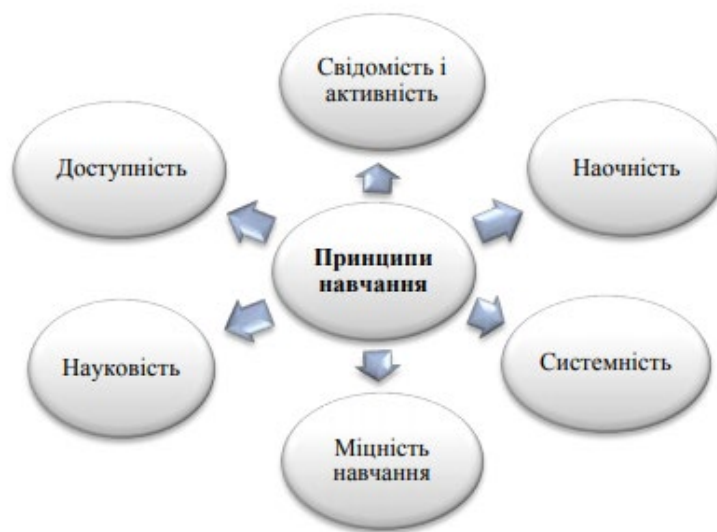 Свідомість і
активність
Доступність
Наочність
Принципи
навчання
Науковість
Системність
Міцність
навчання